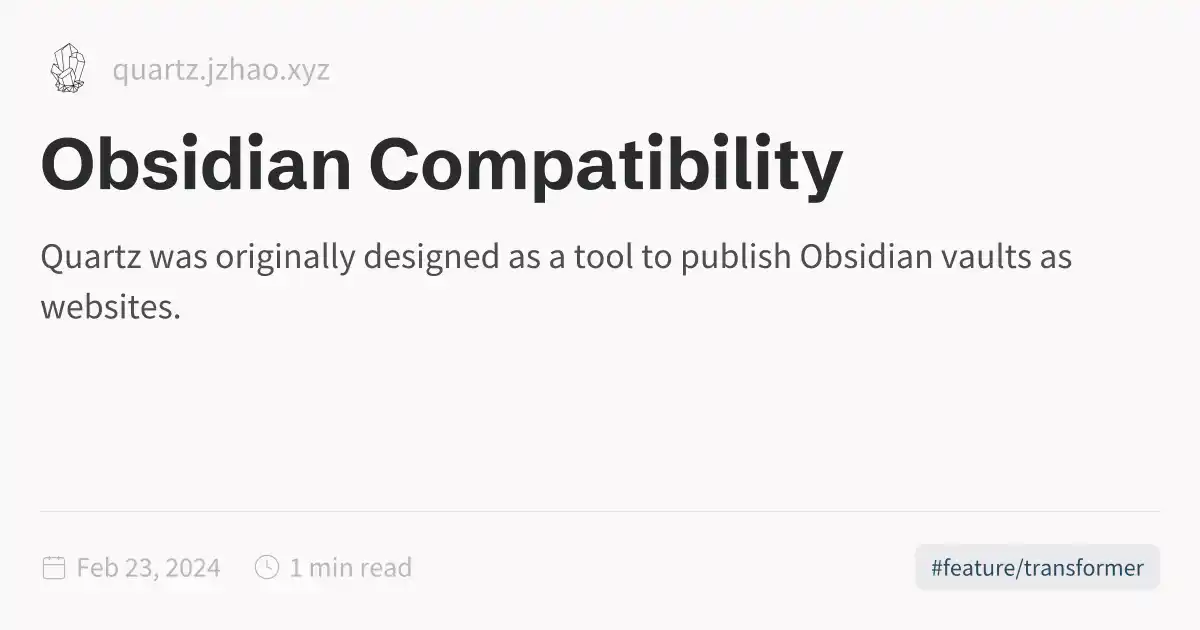 quartz.jzhao.xyz
Obsidian Compatibility
Quartz was originally designed as a tool to publish Obsidian vaults as
websites.
Feb 23, 2024 1 min read #feature/transformer